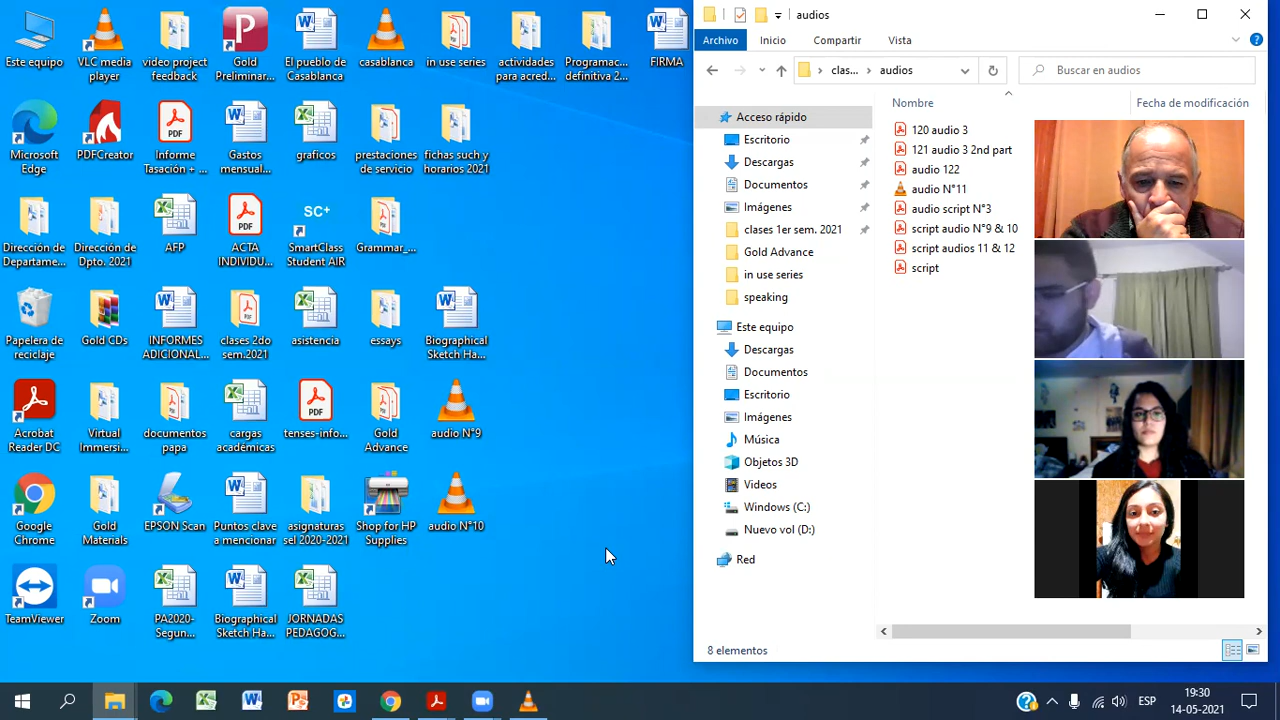 Este equipo
VLC media player
video project feedback
Gold Preliminar...
El pueblo de Casablanca
casablanca
in use series
actividades para acred...
Programac... definitiva 2...
FIRMA
Microsoft Edge
PDFCreator
PDF
Informe Tasación + ...
Gastos mensual...
graficos
prestaciones de servicio
fichas such y horarios 2021
Dirección de Departame...
Dirección de Dpto. 2021
AFP
PDF
ACTA INDIVIDU...
SC+
SmartClass Student AIR
Grammar_...
Papelera de reciclaje
Gold CDs
INFORMES ADICIONAL...
clases 2do sem.2021
asistencia
essays
Biographical Sketch Ha...
Acrobat Reader DC
Virtual Immersi...
documentos papa
cargas académicas
PDF
tenses-info...
Gold Advance
audio N°9
Google Chrome
Gold Materials
EPSON Scan
Puntos clave a mencionar
asignaturas sel 2020-2021
Shop for HP Supplies
audio N°10
TeamViewer
Zoom
PA2020-Segun...
Biographical Sketch Ha...
JORNADAS PEDAGOG...
audios
Archivo
Inicio
Compartir
Vista
clas...
audios
Buscar en audios
Nombre
Fecha de modificación
Acceso rápido
Escritorio
Descargas
Documentos
Imágenes
clases 1er sem. 2021
Gold Advance
in use series
speaking
Este equipo
Descargas
Documentos
Escritorio
Imágenes
Música
Objetos 3D
Videos
Windows (C:)
Nuevo vol (D:)
Red
120 audio 3
121 audio 3 2nd part
audio 122
audio N°11
audio script N°3
script audio N°9 & 10
script audios 11 & 12
script
8 elementos
ESP
19:30
14-05-2021